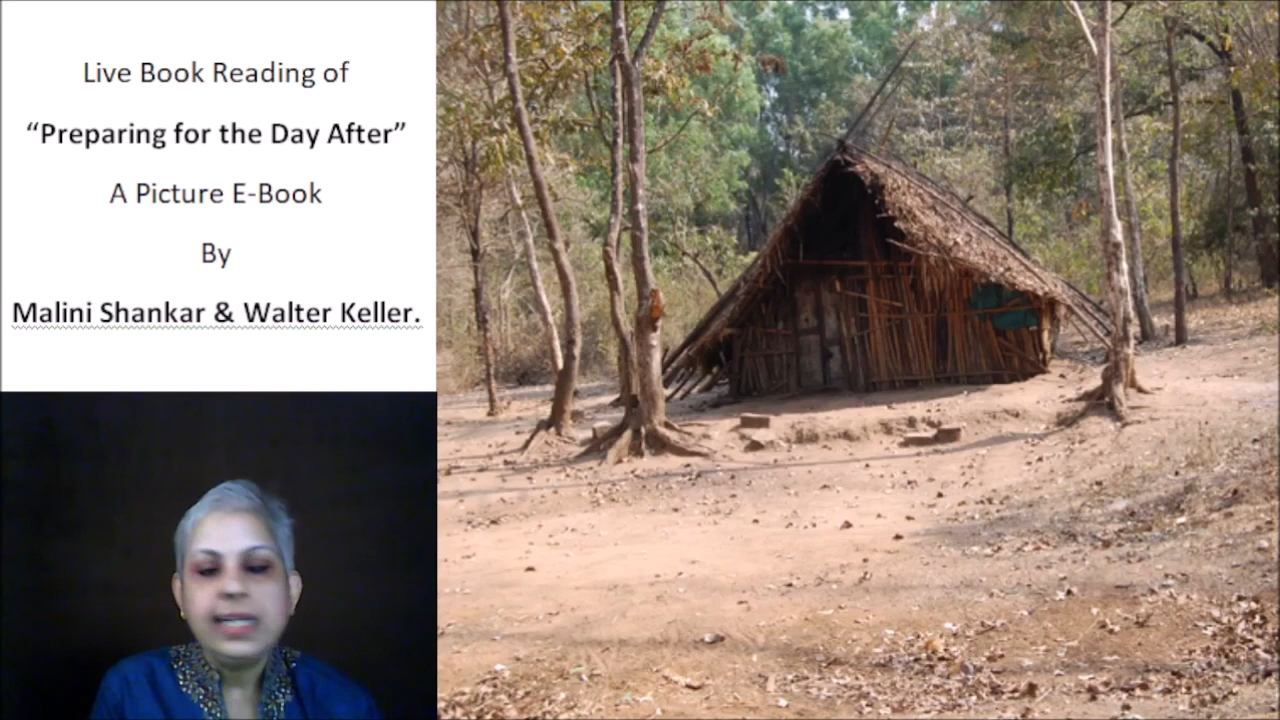 Live Book Reading of
“Preparing for the Day After”
A Picture E-Book
By
Malini Shankar & Walter Keller.